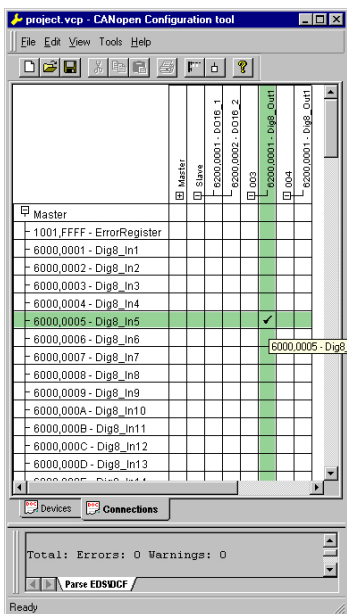 project.vcp - CANopen Configuration tool
File Edit View Tools Help
Master
Slave
6200,0001 - DO16_1
6200,0002 - DO16_2
003
6200,0001 - Dig8_Out1
004
6200,0001 - Dig8_Out1
Master
1001,FFFF - ErrorRegister
6000,0001 - Dig8_In1
6000,0002 - Dig8_In2
6000,0003 - Dig8_In3
6000,0004 - Dig8_In4
6000,0005 - Dig8_In5
6000,0006 - Dig8_In6
6000,0005 - Dig8_
6000,0007 - Dig8_In7
6000,0008 - Dig8_In8
6000,0009 - Dig8_In9
6000,000A - Dig8_In10
6000,000B - Dig8_In11
6000,000C - Dig8_In12
6000,000D - Dig8_In13
Devices Connections
Total: Errors: 0 Warnings: 0
Parse EDS\DCF
Ready